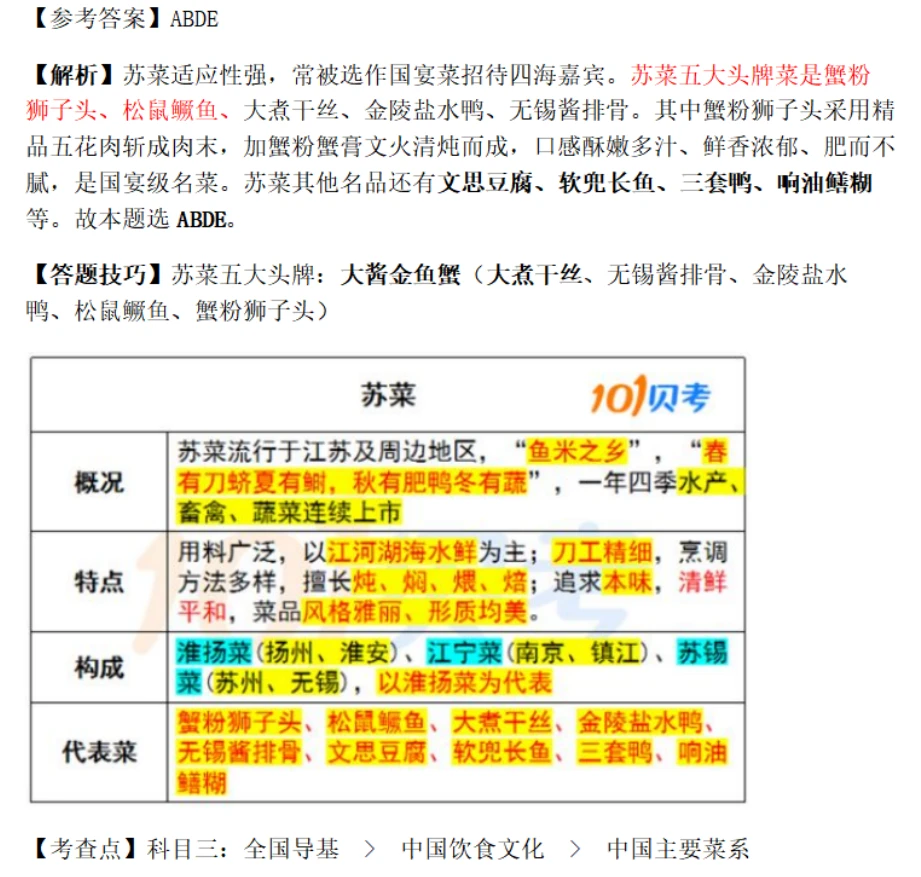 【参考答案】ABDE
【解析】苏菜适应性强，常被选作国宴菜招待四海嘉宾。苏菜五大头牌菜是蟹粉
狮子头、松鼠鳜鱼、大煮干丝、金陵盐水鸭、无锡酱排骨。其中蟹粉狮子头采用精
品五花肉斩成肉末，加蟹粉蟹膏文火清炖而成，口感酥嫩多汁、鲜香浓郁、肥而不
腻，是国宴级名菜。苏菜其他名品还有文思豆腐、软兜长鱼、三套鸭、响油鳝糊
等。故本题选 ABDE。
【答题技巧】苏菜五大头牌：大酱金鱼蟹（大煮干丝、无锡酱排骨、金陵盐水
鸭、松鼠鳜鱼、蟹粉狮子头）
苏菜
101贝考
概况
苏菜流行于江苏及周边地区，“鱼米之乡”，“春
有刀鲚夏有鲥，秋有肥鸭冬有蔬”，一年四季水产、
畜禽、蔬菜连续上市
特点
用料广泛，以江河湖海水鲜为主；刀工精细，烹调
方法多样，擅长炖、焖、煨、焐；追求本味，清鲜
平和，菜品风格雅丽、形质均美。
构成
淮扬菜(扬州、淮安)、江宁菜(南京、镇江)、苏锡
菜(苏州、无锡)，以淮扬菜为代表
代表菜
蟹粉狮子头、松鼠鳜鱼、大煮干丝、金陵盐水鸭、
无锡酱排骨、文思豆腐、软兜长鱼、三套鸭、响油
鳝糊
【考查点】科目三：全国导基 > 中国饮食文化 > 中国主要菜系